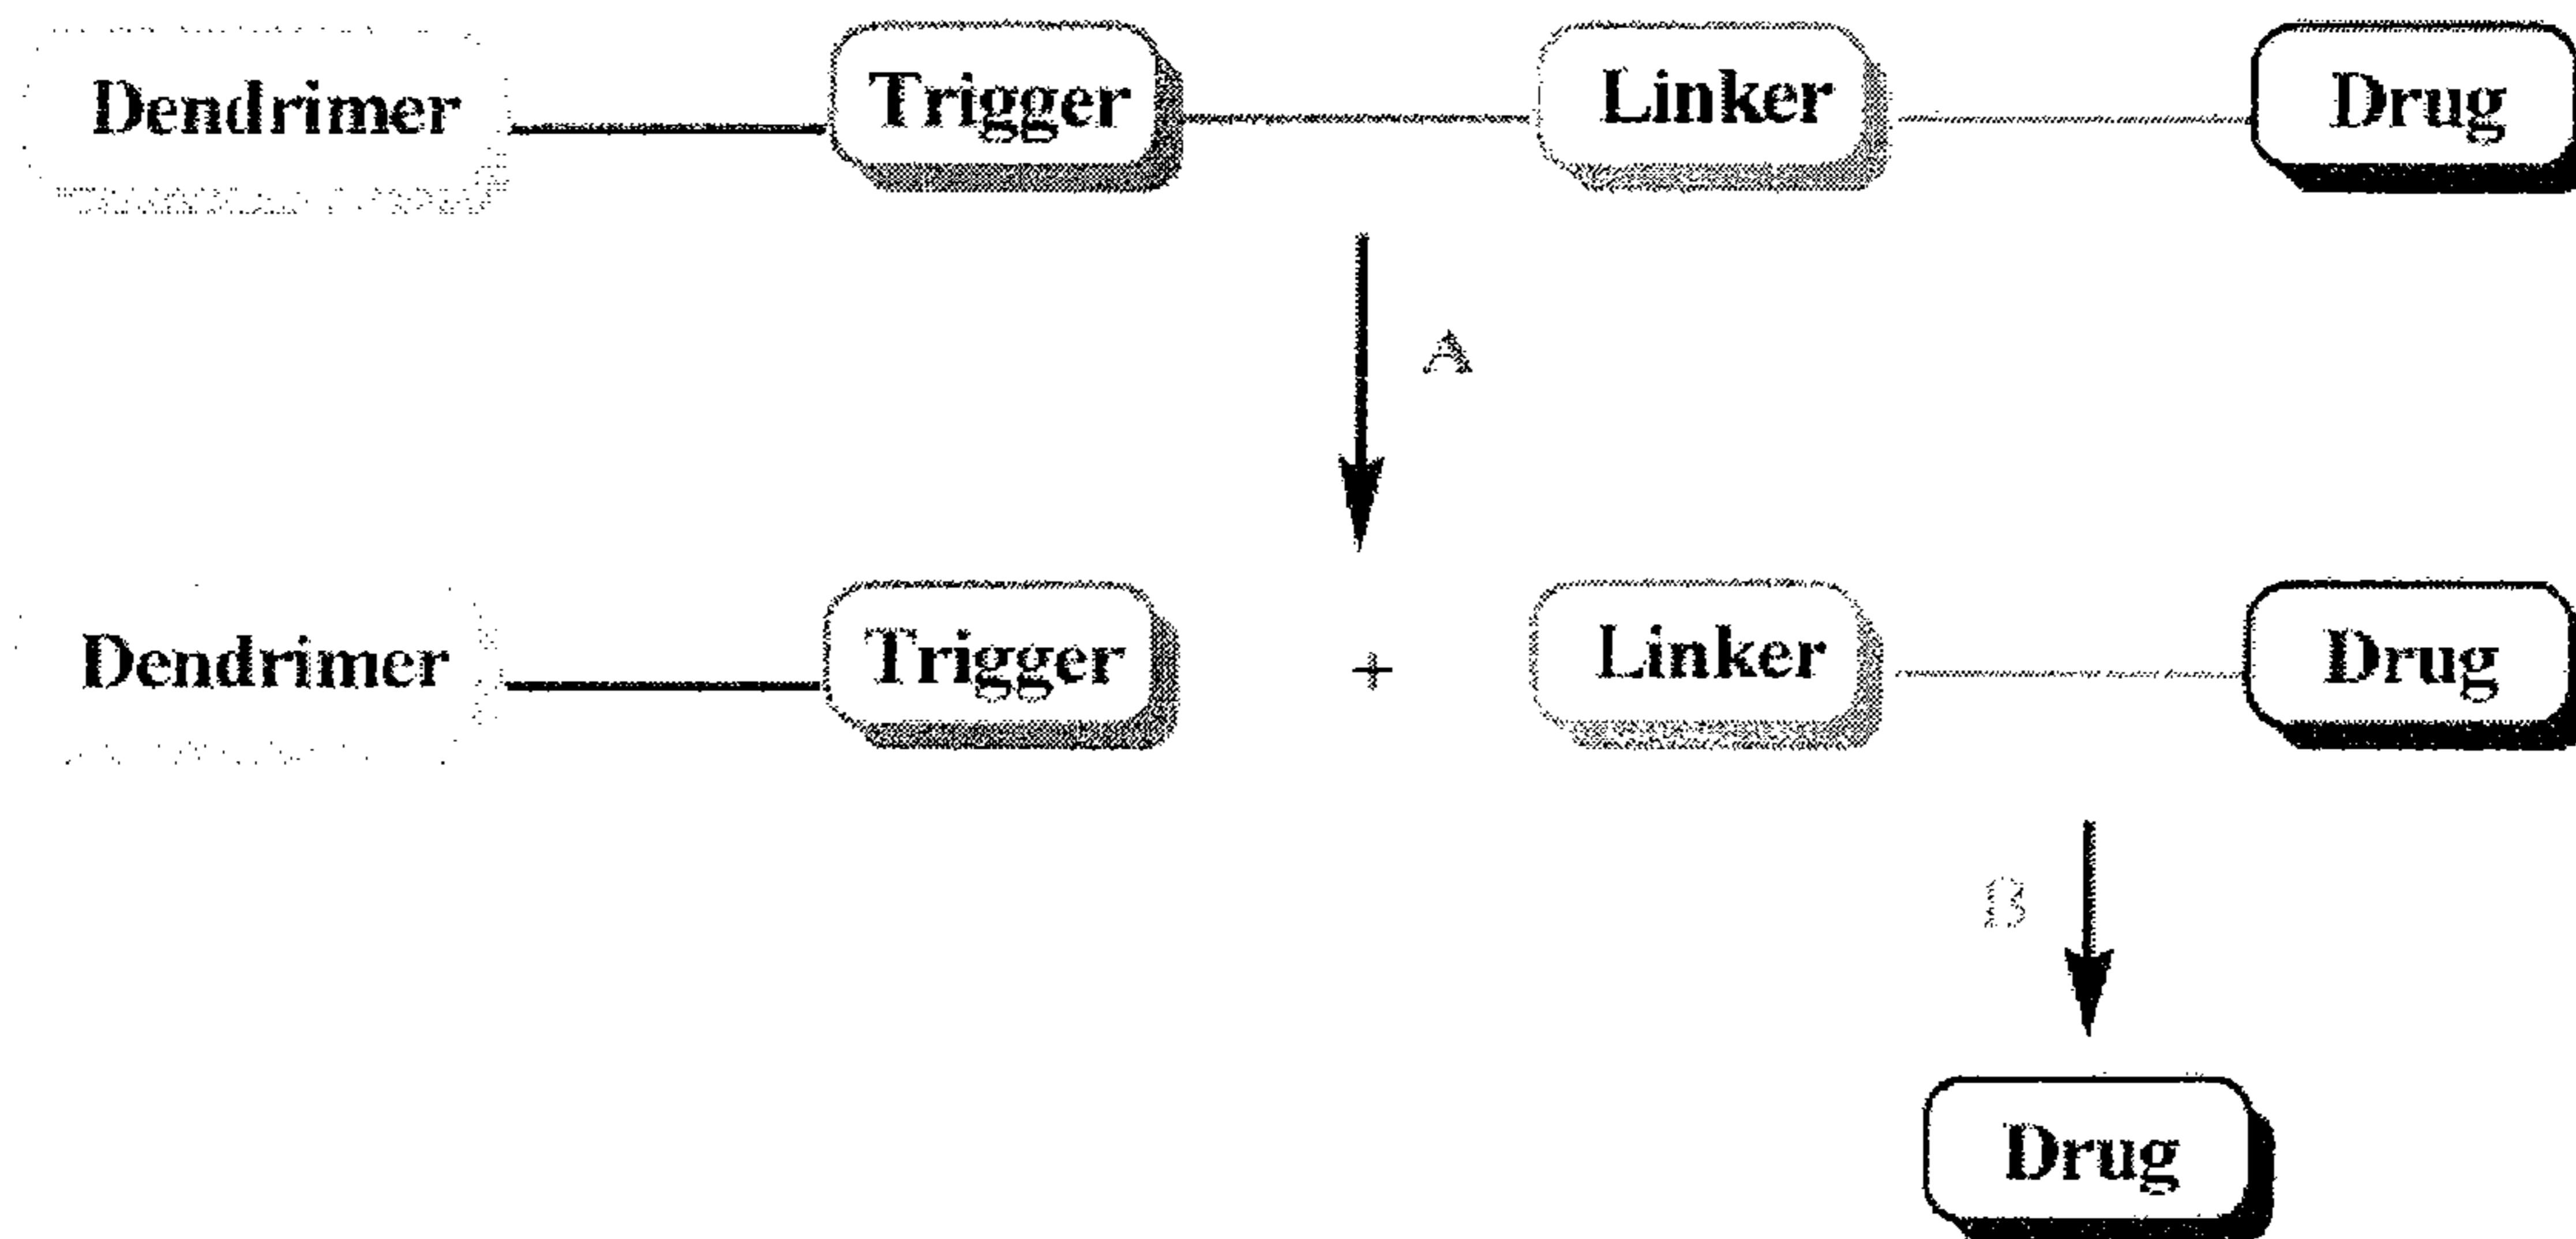 Dendrimer Trigger Linker Drug
A
Dendrimer Trigger + Linker Drug
B
Drug